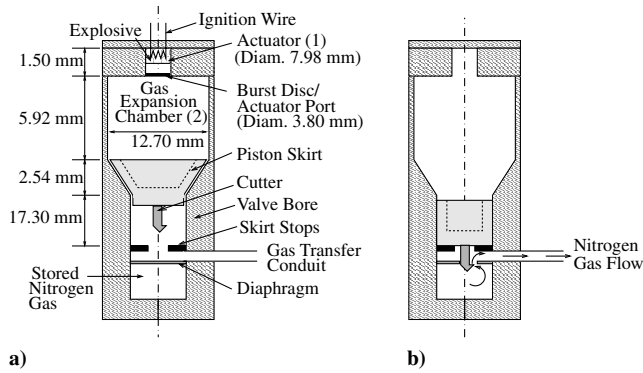 Ignition Wire
Explosive
Actuator (1)
(Diam. 7.98 mm)
1.50 mm
Gas
Expansion
Chamber (2)
Burst Disc/
Actuator Port
(Diam. 3.80 mm)
5.92 mm
12.70 mm
Piston Skirt
2.54 mm
Cutter
Valve Bore
17.30 mm
Skirt Stops
Gas Transfer
Conduit
Stored
Nitrogen
Gas
Diaphragm
Nitrogen
Gas Flow
a)
b)